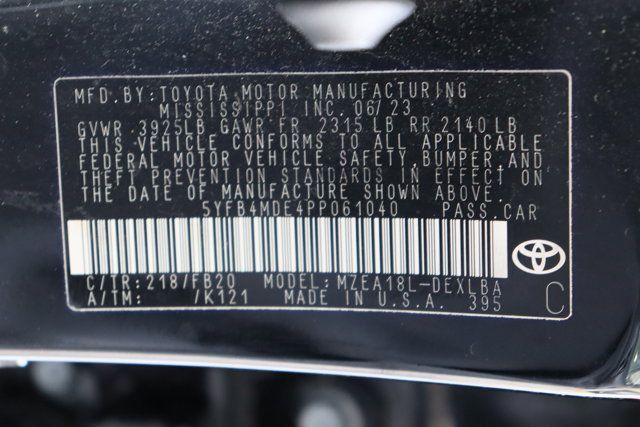 MFD. BY: TOYOTA MOTOR MANUFACTURING
MISSISSIPPI INC. 06/23
GVWR 3925LB GAWR FR 2315 LB RR 2140 LB
THIS VEHICLE CONFORMS TO ALL APPLICABLE
FEDERAL MOTOR VEHICLE SAFETY, BUMPER, AND
THEFT PREVENTION STANDARDS IN EFFECT ON
THE DATE OF MANUFACTURE SHOWN ABOVE.
5YFB4MDE4PP061040 PASS. CAR
C/TR: 218/FB20 MODEL: MZEA18L-DEXLBA
A/TM: /K121 MADE IN U.S.A. 395 C